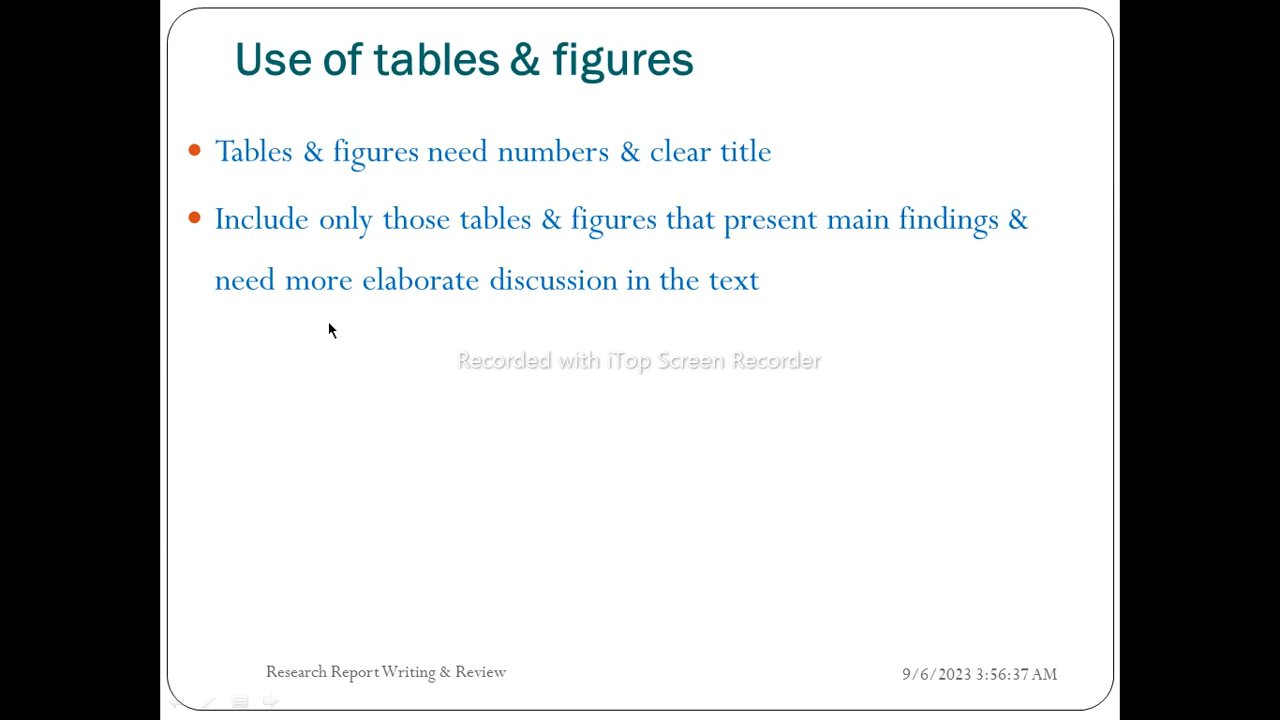 Use of tables & figures
Tables & figures need numbers & clear title
Include only those tables & figures that present main findings &
need more elaborate discussion in the text
Recorded with iTop Screen Recorder
Research Report Writing & Review
9/6/2023 3:56:37 AM